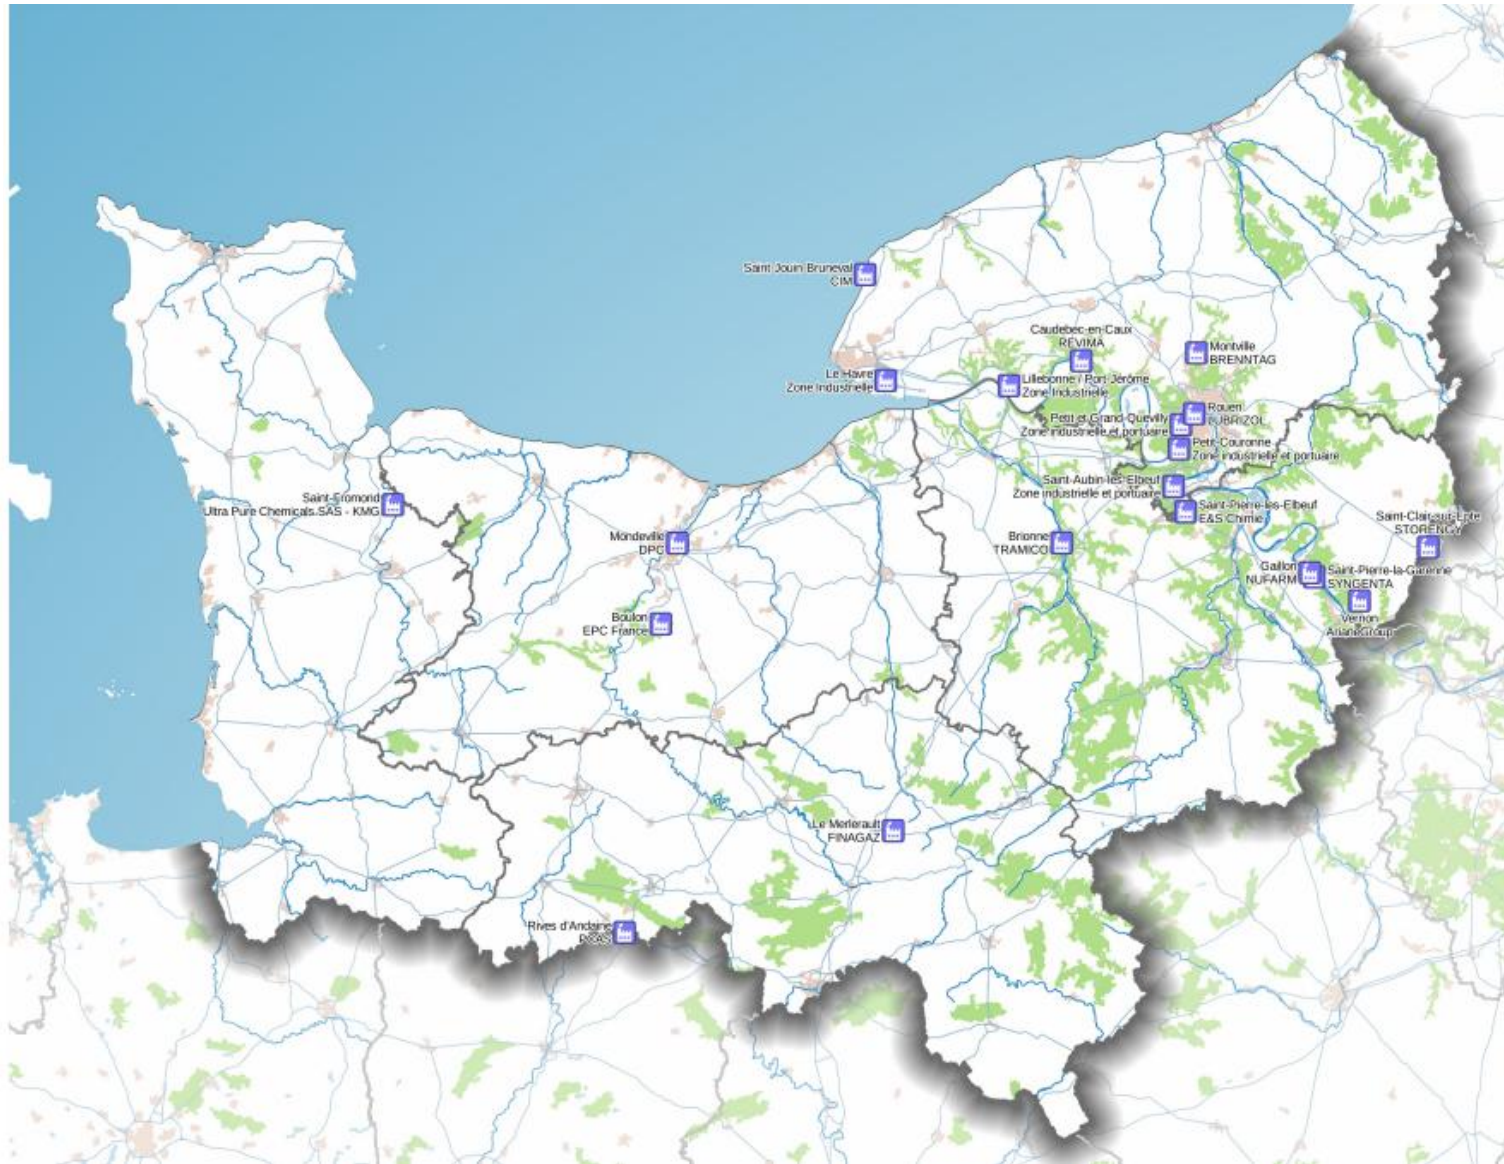 Saint Jouin Bruneval
CIM
Caudebec-en-Caux
REVIMA
Montville
BRENNTAG
Le Havre
Zone Industrielle
Lillebonne / Port-Jérôme
Zone Industrielle
Rouen
LUBRIZOL
Petit et Grand-Quevilly
Zone industrielle et portuaire
Petit-Couronne
Zone industrielle et portuaire
Saint-Aubin-les-Elbeuf
Zone industrielle et portuaire
Saint-Fromond
Ultra Pure Chemicals SAS - KMG
Saint-Pierre-les-Elbeuf
E&S Chimie
Saint-Clair-sur-Epte
STORENGY
Mondeville
DPC
Brionne
TRAMICO
Gaillon
NUFARM
Saint-Pierre-la-Garenne
SYNGENTA
Boulon
EPC France
Vernon
ArianeGroup
Le Merlerault
FINAGAZ
Rives d'Andaine